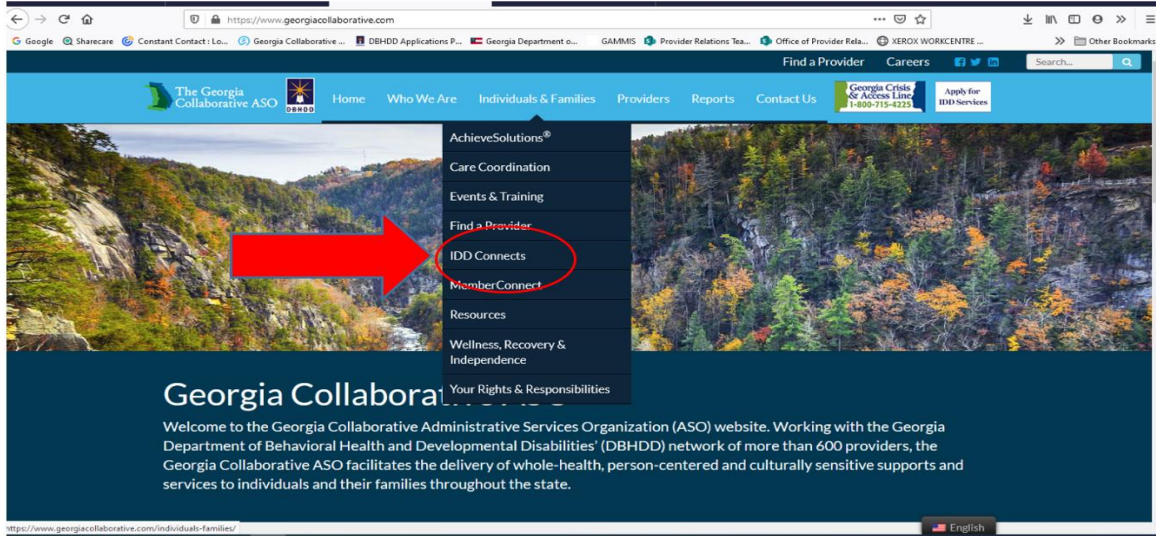 https://www.georgiacollaborative.com
Google Sharecare Constant Contact : Lo... Georgia Collaborative ... DBHDD Applications P... Georgia Department o... GAMMIS Provider Relations Tea... Office of Provider Rela... XEROX WORKCENTRE ... Other Bookmarks
Find a Provider Careers Search...
The Georgia
Collaborative ASO
DBHDD
Home Who We Are Individuals & Families Providers Reports Contact Us
Georgia Crisis
& Access Line
1-800-715-4225
Apply for
IDD Services
AchieveSolutions®
Care Coordination
Events & Training
Find a Provider
IDD Connects
MemberConnect
Resources
Wellness, Recovery &
Independence
Your Rights & Responsibilities
Georgia Collaborative ASO
Welcome to the Georgia Collaborative Administrative Services Organization (ASO) website. Working with the Georgia
Department of Behavioral Health and Developmental Disabilities' (DBHDD) network of more than 600 providers, the
Georgia Collaborative ASO facilitates the delivery of whole-health, person-centered and culturally sensitive supports and
services to individuals and their families throughout the state.
https://www.georgiacollaborative.com/individuals-families/
English